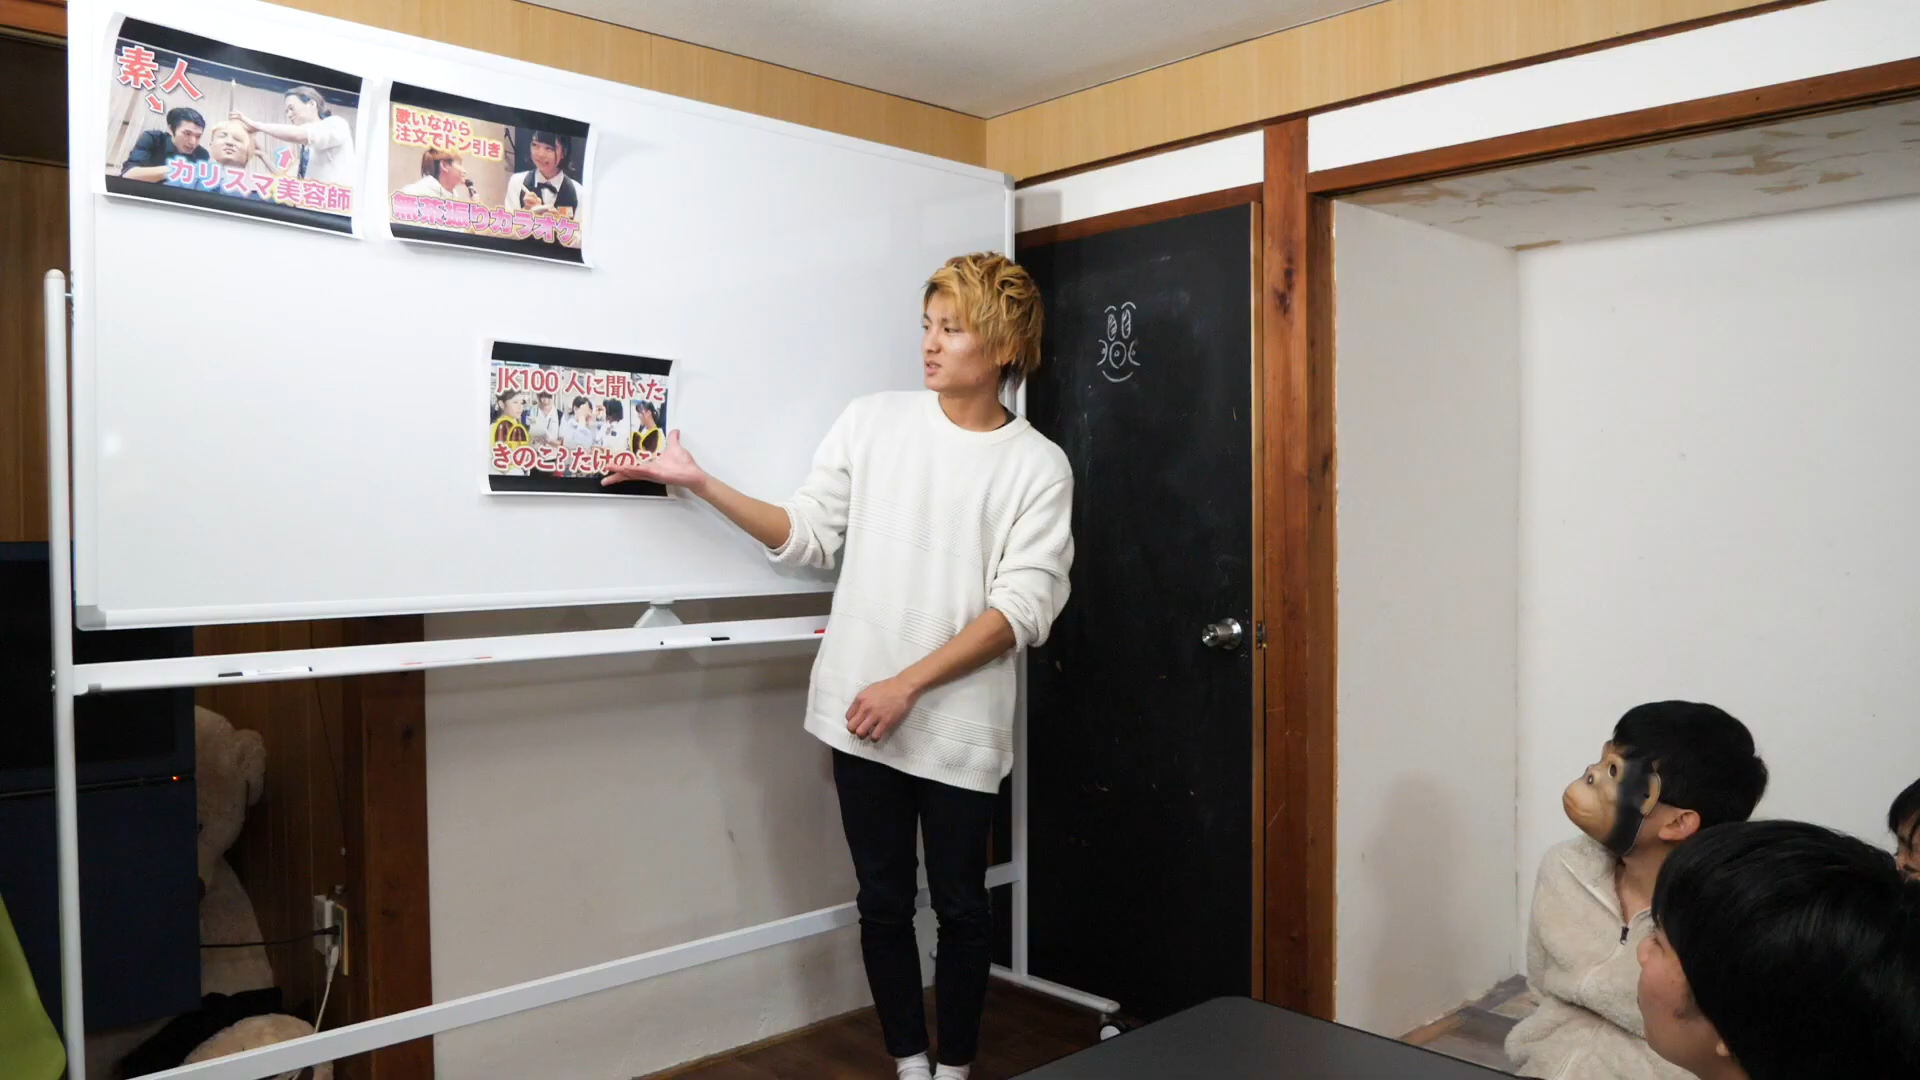 素人
カリスマ美容師
歌いながら
注文でドン引き
無茶振りカラオケ
JK100人に聞いた
きのこ?たけのこ